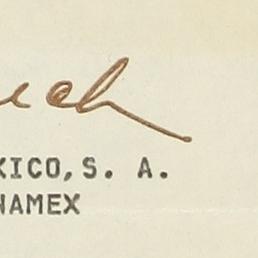 XICO, S. A.
NAMEX